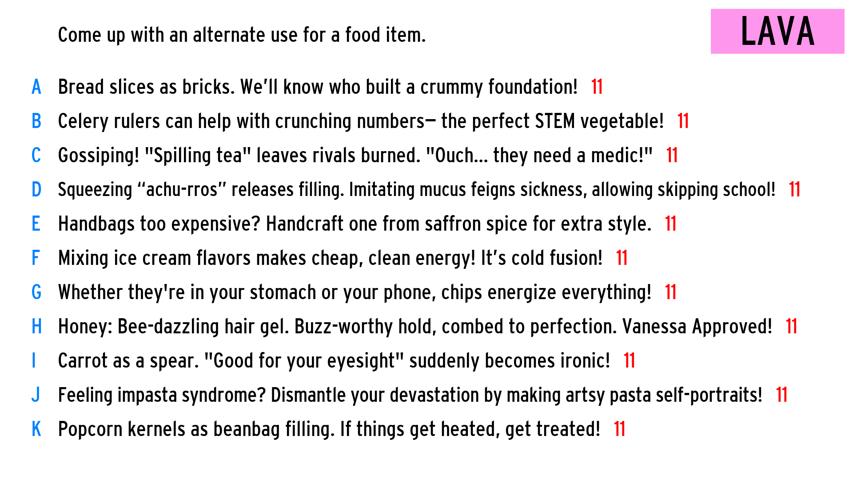 Come up with an alternate use for a food item.
LAVA
A Bread slices as bricks. We'll know who built a crummy foundation! 11
B Celery rulers can help with crunching numbers– the perfect STEM vegetable! 11
C Gossiping! "Spilling tea" leaves rivals burned. "Ouch... they need a medic!" 11
D Squeezing “achu-rros” releases filling. Imitating mucus feigns sickness, allowing skipping school! 11
E Handbags too expensive? Handcraft one from saffron spice for extra style. 11
F Mixing ice cream flavors makes cheap, clean energy! It's cold fusion! 11
G Whether they're in your stomach or your phone, chips energize everything! 11
H Honey: Bee-dazzling hair gel. Buzz-worthy hold, combed to perfection. Vanessa Approved! 11
I Carrot as a spear. "Good for your eyesight" suddenly becomes ironic! 11
J Feeling impasta syndrome? Dismantle your devastation by making artsy pasta self-portraits! 11
K Popcorn kernels as beanbag filling. If things get heated, get treated! 11